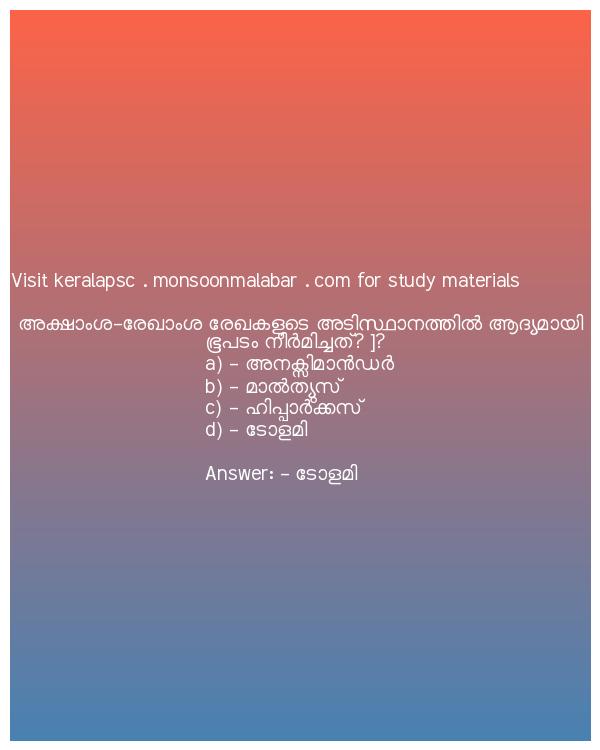 Visit keralapsc . monsoonmalabar . com for study materials
അക്ഷാംശ-രേഖാംശ രേഖകളുടെ അടിസ്ഥാനത്തിൽ ആദ്യമായി
ഭൂപടം നിർമിച്ചത്? ]?
a) - അനക്സിമാൻഡർ
b) - മാൽത്യുസ്
c) - ഹിപ്പാർക്കസ്
d) - ടോളമി
Answer: - ടോളമി